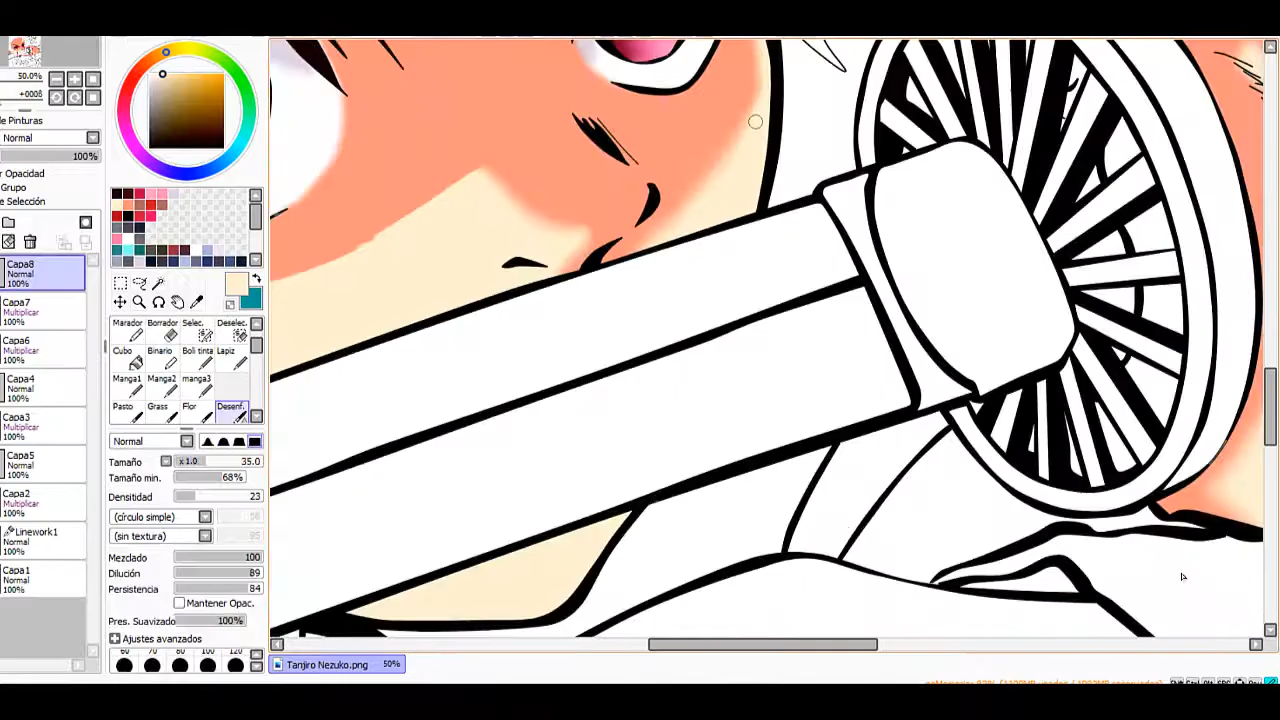 50.0%
+0008
de Pinturas
Normal
100%
Opacidad
Grupo
de Selección
Capa8
Normal
100%
Capa7
Multiplicar
100%
Capa6
Multiplicar
100%
Capa4
Normal
100%
Capa3
Multiplicar
100%
Capa5
Normal
100%
Capa2
Multiplicar
100%
Linework1
Normal
100%
Capa1
Normal
100%
Marador Borrador Selec. Deselec.
Cubo Binario Boli tinta Lapiz
Manga1 Manga2 manga3
Pasto Grass Flor Desenf.
Normal
Tamaño x 1.0 35.0
Tamaño min. 68%
Densitidad 23
(círculo simple)
(sin textura)
Mezclado 100
Dilución 89
Persistencia 84
Mantener Opac.
Pres. Suavizado 100%
Ajustes avanzados
60 70 80 100 120
Tanjiro Nezuko.png 50%